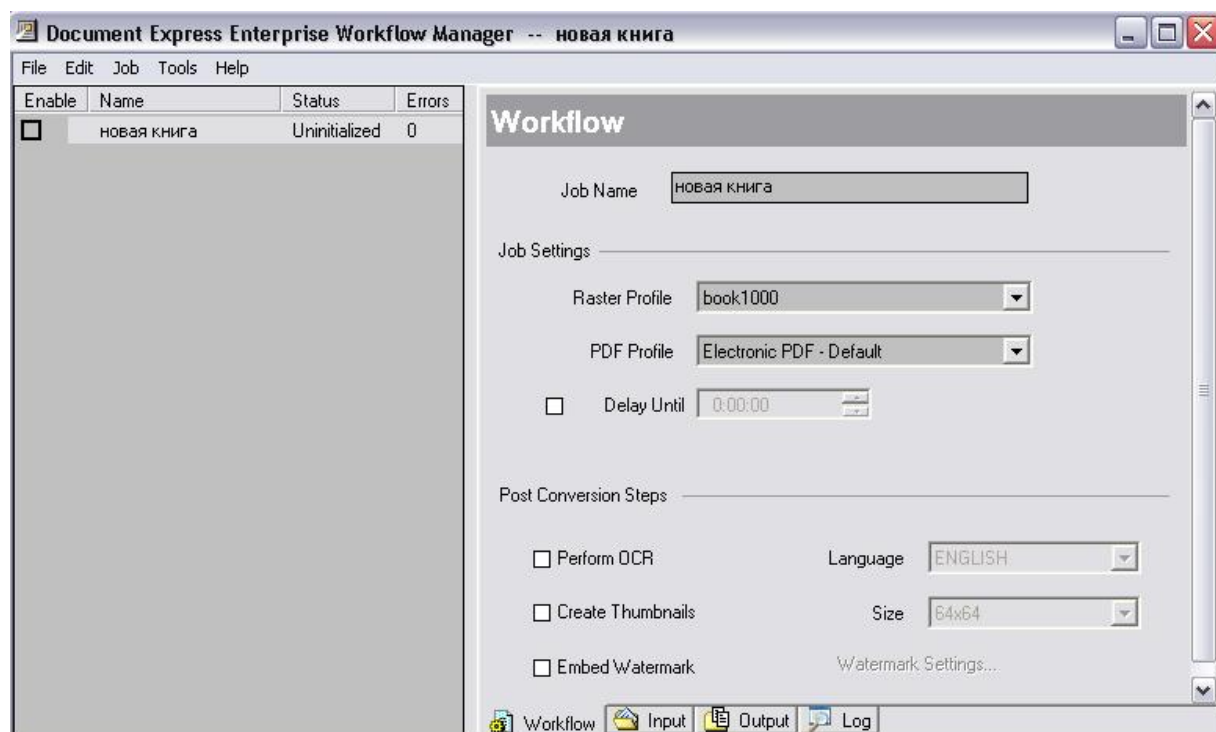 Document Express Enterprise Workflow Manager -- новая книга
File Edit Job Tools Help
Enable Name Status Errors
новая книга Uninitialized 0
Workflow
Job Name новая книга
Job Settings
Raster Profile book1000
PDF Profile Electronic PDF - Default
Delay Until 0:00:00
Post Conversion Steps
Perform OCR Language ENGLISH
Create Thumbnails Size 64x64
Embed Watermark Watermark Settings...
Workflow Input Output Log